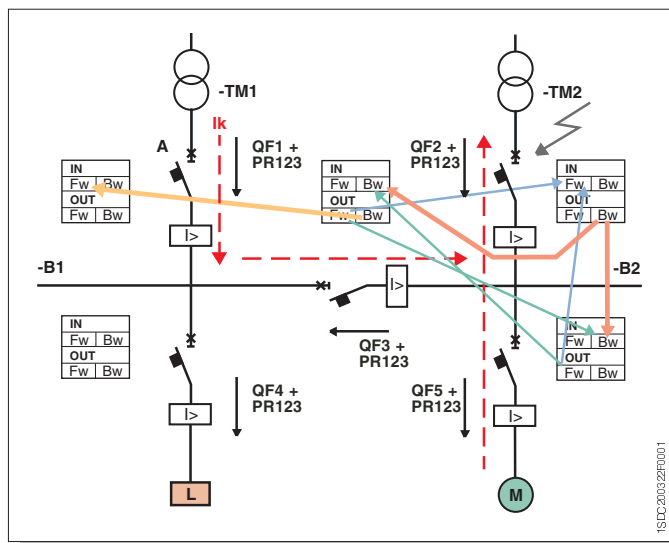 -TM1
-TM2
Ik
A
QF1 +
PR123
QF2 +
PR123
IN
Fw Bw
OUT
Fw Bw
IN
Fw Bw
OUT
Fw Bw
IN
Fw Bw
OUT
Fw Bw
I>
I>
-B1
-B2
I>
IN
Fw Bw
OUT
Fw Bw
IN
Fw Bw
OUT
Fw Bw
QF3 +
PR123
QF4 +
PR123
QF5 +
PR123
I>
I>
L
M
1SDC200322F0001